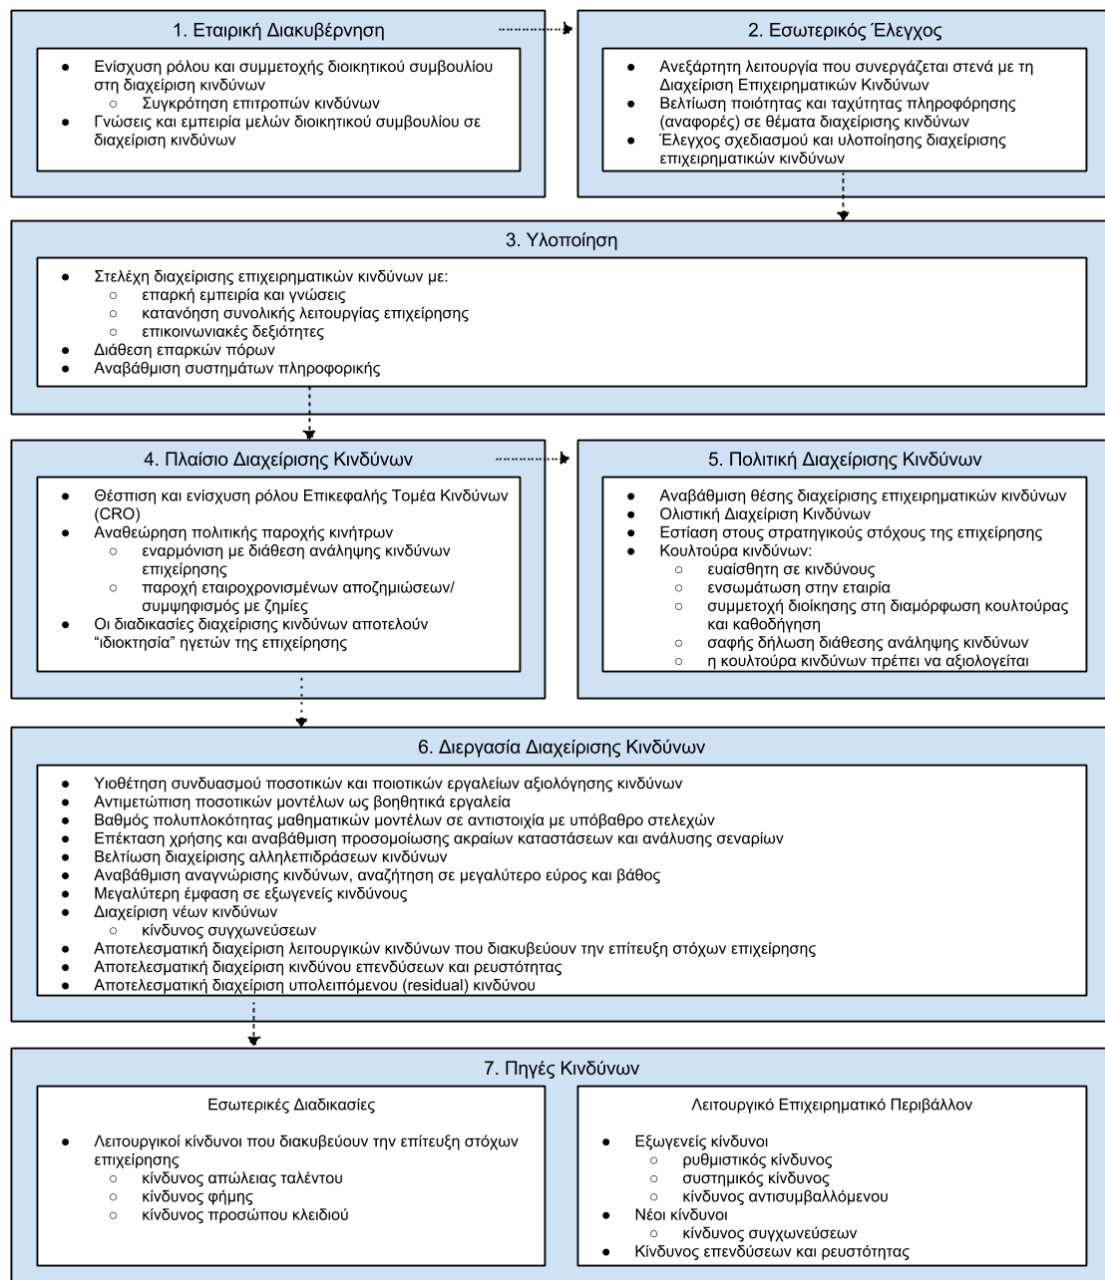 1. Εταιρική Διακυβέρνηση
● Ενίσχυση ρόλου και συμμετοχής διοικητικού συμβουλίου
στη διαχείριση κινδύνων
○ Συγκρότηση επιτροπών κινδύνων
● Γνώσεις και εμπειρία μελών διοικητικού συμβουλίου σε
διαχείριση κινδύνων
2. Εσωτερικός Έλεγχος
● Ανεξάρτητη λειτουργία που συνεργάζεται στενά με τη
Διαχείριση Επιχειρηματικών Κινδύνων
● Βελτίωση ποιότητας και ταχύτητας πληροφόρησης
(αναφορές) σε θέματα διαχείρισης κινδύνων
● Έλεγχος σχεδιασμού και υλοποίησης διαχείρισης
επιχειρηματικών κινδύνων
3. Υλοποίηση
● Στελέχη διαχείρισης επιχειρηματικών κινδύνων με:
○ επαρκή εμπειρία και γνώσεις
○ κατανόηση συνολικής λειτουργίας επιχείρησης
○ επικοινωνιακές δεξιότητες
● Διάθεση επαρκών πόρων
● Αναβάθμιση συστημάτων πληροφορικής
4. Πλαίσιο Διαχείρισης Κινδύνων
● Θέσπιση και ενίσχυση ρόλου Επικεφαλής Τομέα Κινδύνων
(CRO)
● Αναθεώρηση πολιτικής παροχής κινήτρων
○ εναρμόνιση με διάθεση ανάληψης κινδύνων
επιχείρησης
○ παροχή εταιροχρονισμένων αποζημιώσεων/
συμψηφισμός με ζημίες
● Οι διαδικασίες διαχείρισης κινδύνων αποτελούν
“ιδιοκτησία” ηγετών της επιχείρησης
5. Πολιτική Διαχείρισης Κινδύνων
● Αναβάθμιση θέσης διαχείρισης επιχειρηματικών κινδύνων
● Ολιστική Διαχείριση Κινδύνων
● Εστίαση στους στρατηγικούς στόχους της επιχείρησης
● Κουλτούρα κινδύνων:
○ ευαίσθητη σε κινδύνους
○ ενσωμάτωση στην εταιρία
○ συμμετοχή διοίκησης στη διαμόρφωση κουλτούρας
και καθοδήγηση
○ σαφής δήλωση διάθεσης ανάληψης κινδύνων
○ η κουλτούρα κινδύνων πρέπει να αξιολογείται
6. Διεργασία Διαχείρισης Κινδύνων
● Υιοθέτηση συνδυασμού ποσοτικών και ποιοτικών εργαλείων αξιολόγησης κινδύνων
● Αντιμετώπιση ποσοτικών μοντέλων ως βοηθητικά εργαλεία
● Βαθμός πολυπλοκότητας μαθηματικών μοντέλων σε αντιστοιχία με υπόβαθρο στελεχών
● Επέκταση χρήσης και αναβάθμιση προσομοίωσης ακραίων καταστάσεων και ανάλυσης σεναρίων
● Βελτίωση διαχείρισης αλληλεπιδράσεων κινδύνων
● Αναβάθμιση αναγνώρισης κινδύνων, αναζήτηση σε μεγαλύτερο εύρος και βάθος
● Μεγαλύτερη έμφαση σε εξωγενείς κινδύνους
● Διαχείριση νέων κινδύνων
○ κίνδυνος συγχωνεύσεων
● Αποτελεσματική διαχείριση λειτουργικών κινδύνων που διακυβεύουν την επίτευξη στόχων επιχείρησης
● Αποτελεσματική διαχείριση κινδύνου επενδύσεων και ρευστότητας
● Αποτελεσματική διαχείριση υπολειπόμενου (residual) κινδύνου
7. Πηγές Κινδύνων
Εσωτερικές Διαδικασίες
● Λειτουργικοί κίνδυνοι που διακυβεύουν την επίτευξη στόχων
επιχείρησης
○ κίνδυνος απώλειας ταλέντου
○ κίνδυνος φήμης
○ κίνδυνος προσώπου κλειδιού
Λειτουργικό Επιχειρηματικό Περιβάλλον
● Εξωγενείς κίνδυνοι
○ ρυθμιστικός κίνδυνος
○ συστημικός κίνδυνος
○ κίνδυνος αντισυμβαλλόμενου
● Νέοι κίνδυνοι
○ κίνδυνος συγχωνεύσεων
● Κίνδυνος επενδύσεων και ρευστότητας